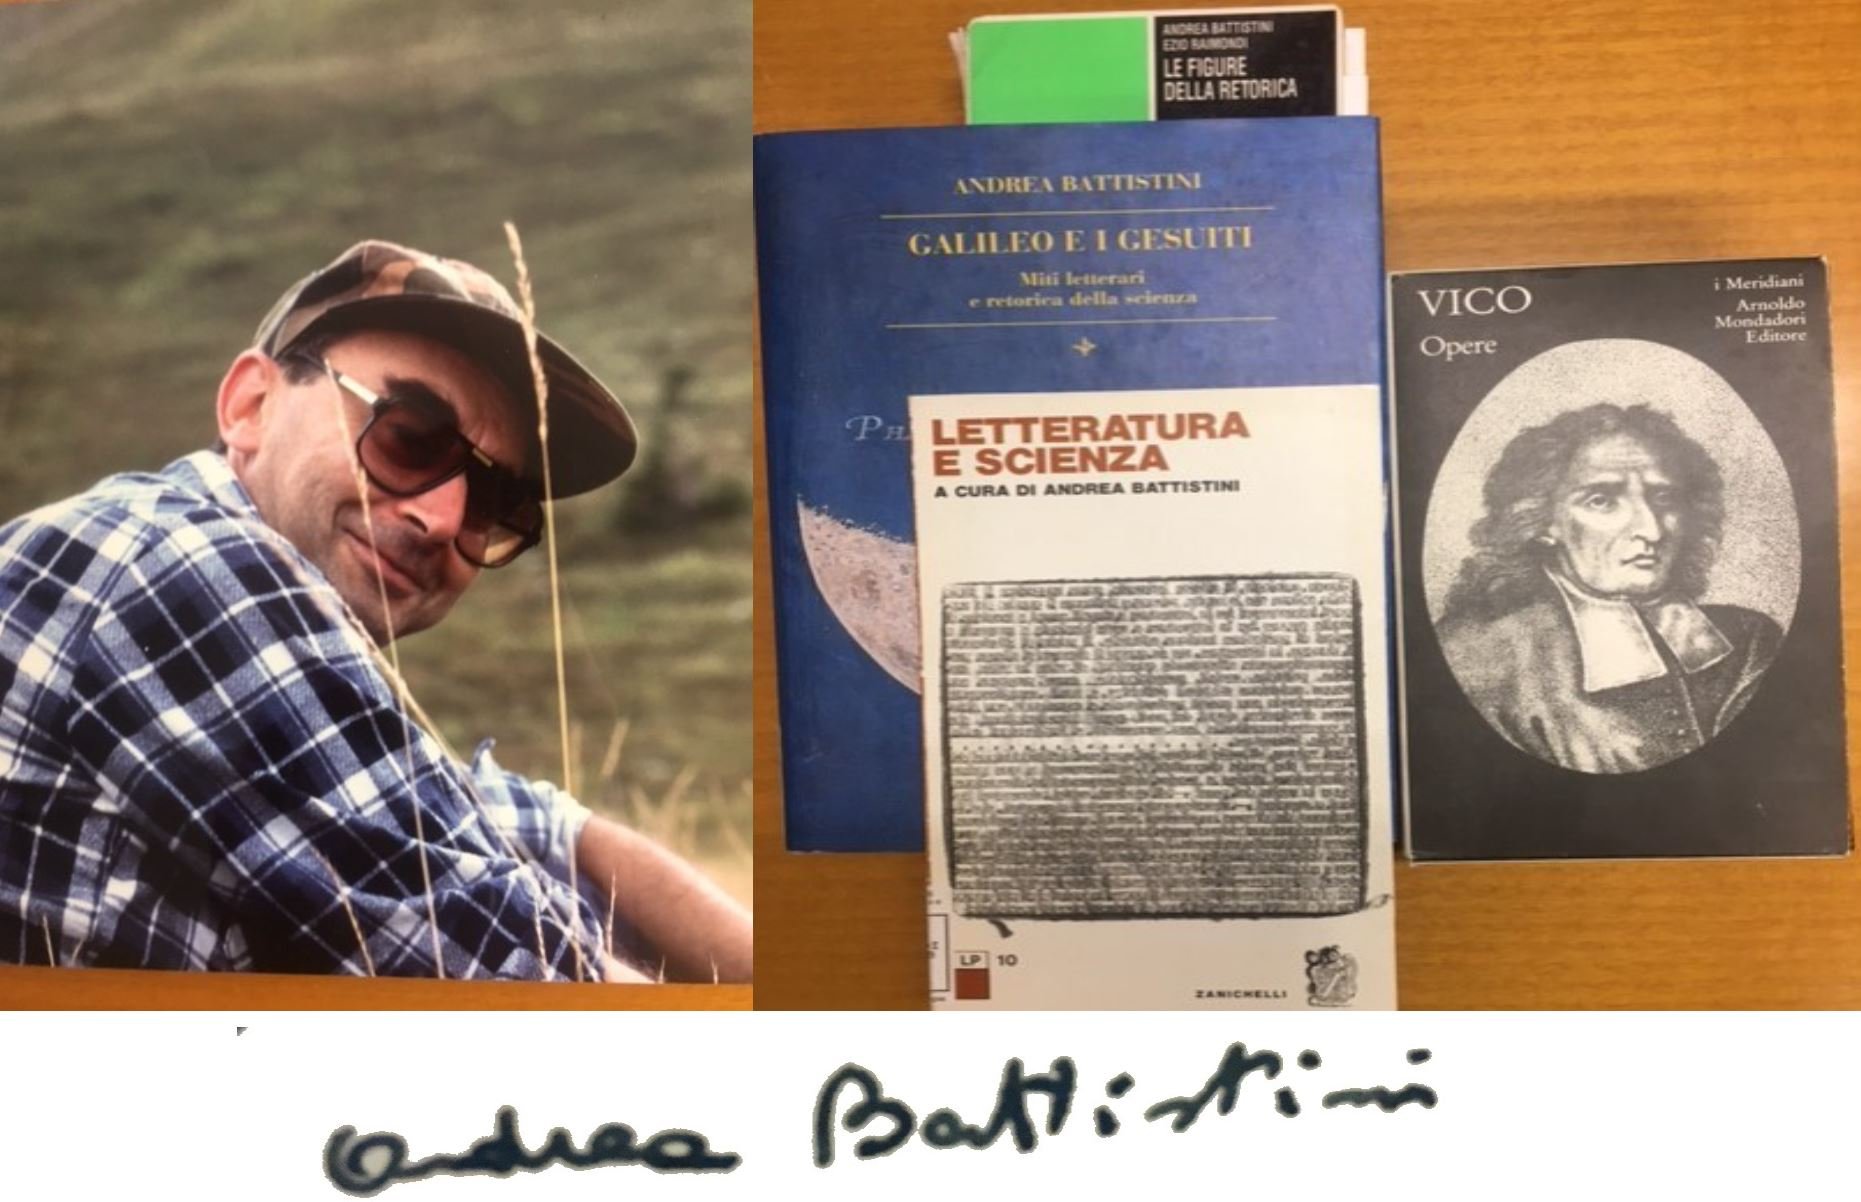 ANDREA BATTISTINI
EZIO RAIMONDI
LE FIGURE
DELLA RETORICA
ANDREA BATTISTINI
GALILEO E I GESUITI
Miti letterari
e retorica della scienza
LETTERATURA
E SCIENZA
A CURA DI ANDREA BATTISTINI
LP 10
ZANICHELLI
VICO
Opere
i Meridiani
Arnoldo
Mondadori
Editore
Andrea Battistini